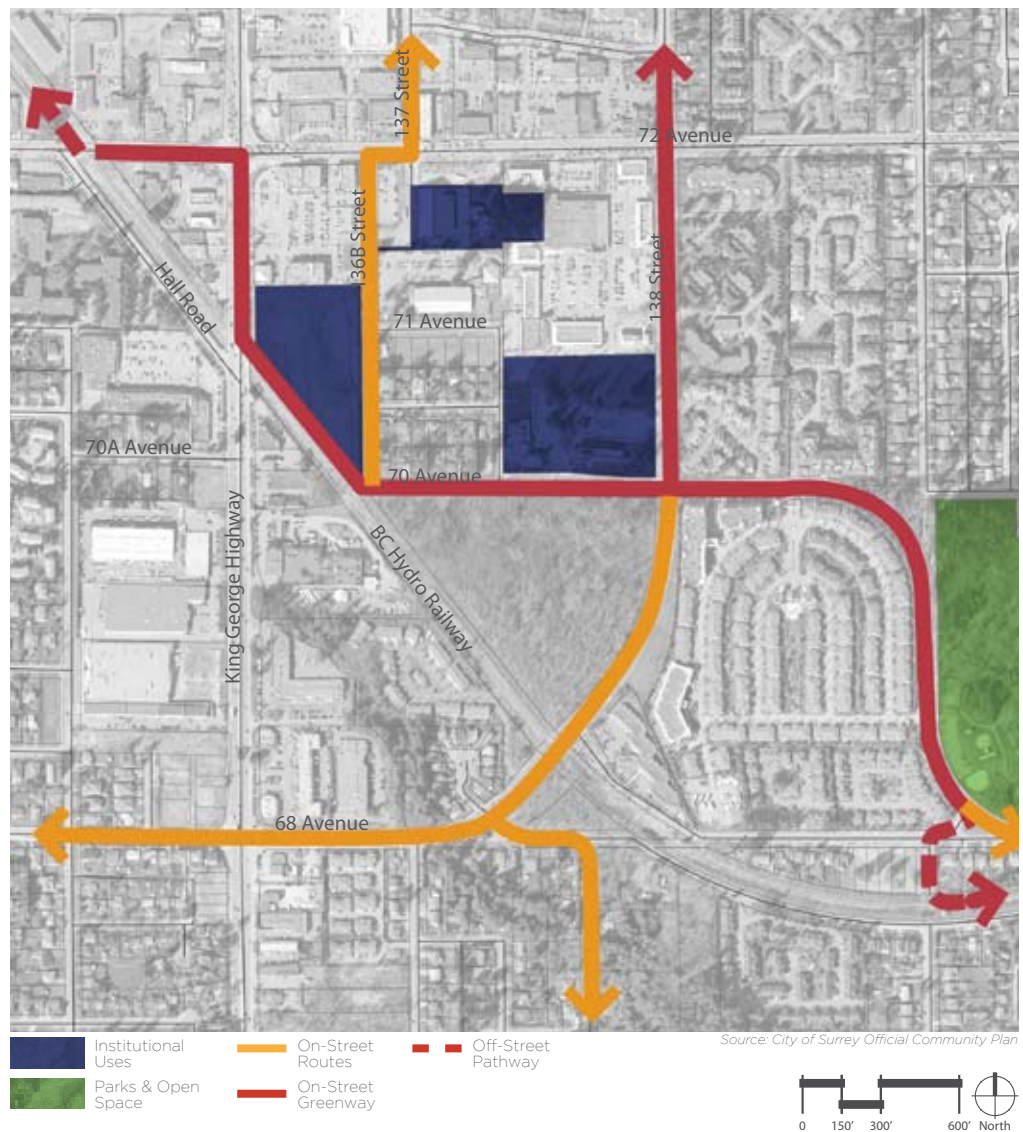 137 Street
72 Avenue
136B Street
138 Street
Hall Road
71 Avenue
70A Avenue
70 Avenue
King George Highway
BC Hydro Railway
68 Avenue
Institutional
Uses
On-Street
Routes
Off-Street
Pathway
Source: City of Surrey Official Community Plan
Parks & Open
Space
On-Street
Greenway
0 150' 300' 600' North